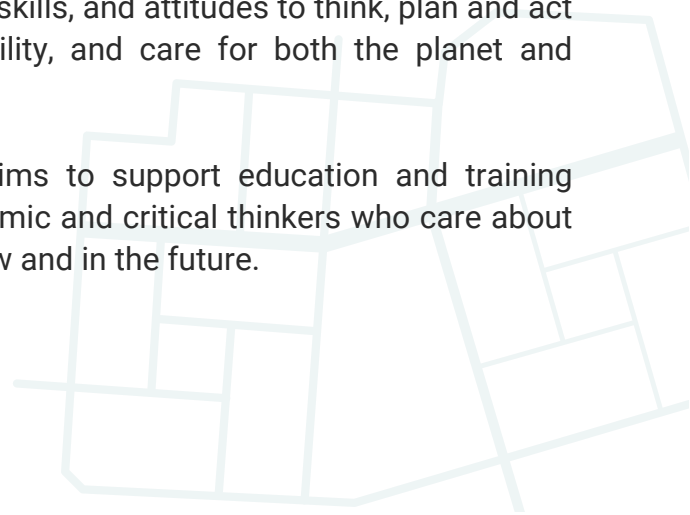 skills, and attitudes to think, plan and act
ility, and care for both the planet and
ims to support education and training
mic and critical thinkers who care about
w and in the future.